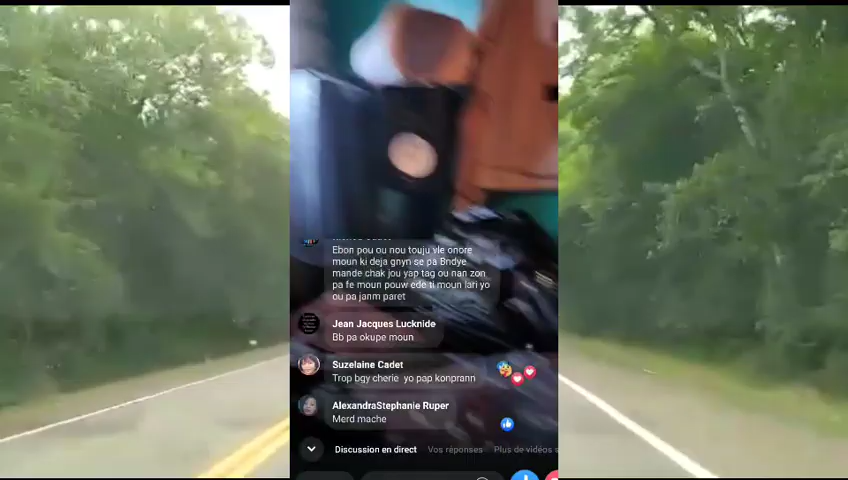 Ebon pou ou nou touju vle onore
moun ki deja gnyn se pa Bndye
mande chak jou yap tag ou nan zon
pa fe moun pouw ede ti moun lari yo
ou pa janm paret
Jean Jacques Lucknide
Bb pa okupe moun
Suzelaine Cadet
Trop bgy cherie yo pap konprann
AlexandraStephanie Ruper
Merd mache
Discussion en direct Vos réponses Plus de vidéos s